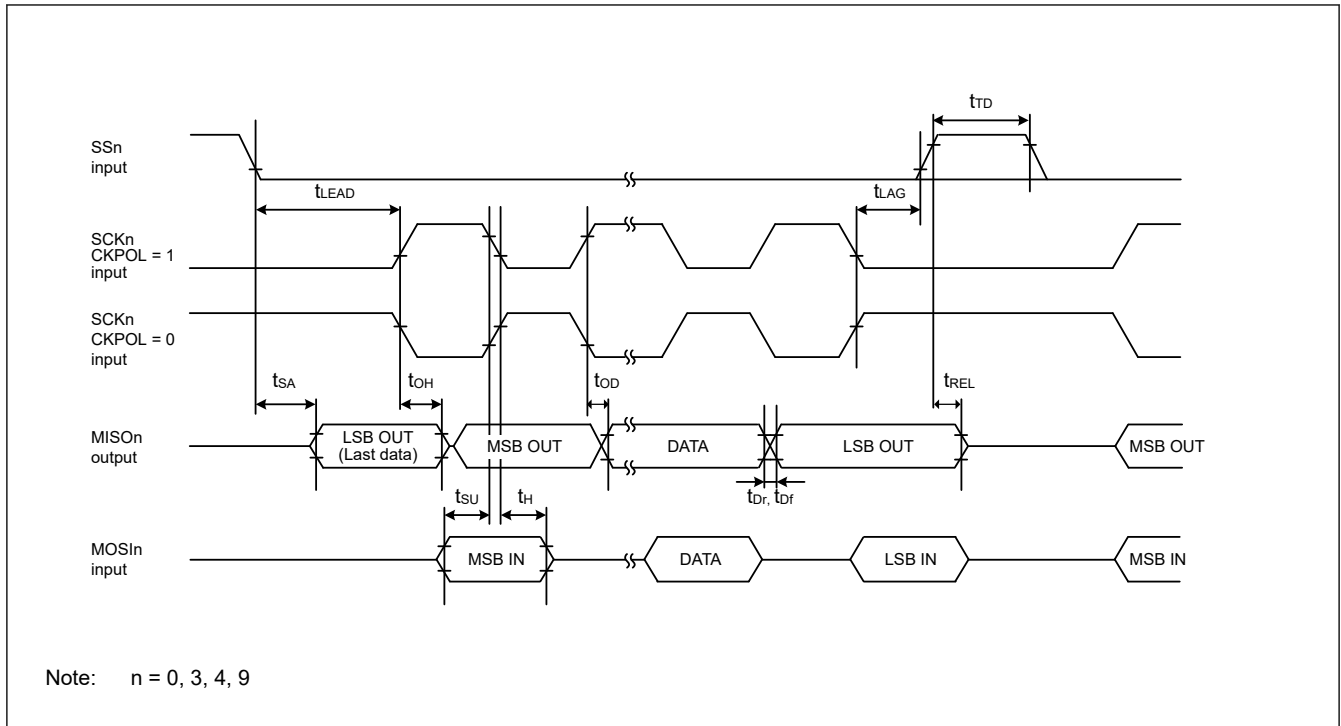 tTD
SSn
input
tLEAD
tLAG
SCKn
CKPOL = 1
input
SCKn
CKPOL = 0
input
tSA
tOH
tOD
tREL
MISOn
output
LSB OUT
(Last data)
MSB OUT
DATA
LSB OUT
MSB OUT
tSU
tH
tDr, tDf
MOSIn
input
MSB IN
DATA
LSB IN
MSB IN
Note: n = 0, 3, 4, 9